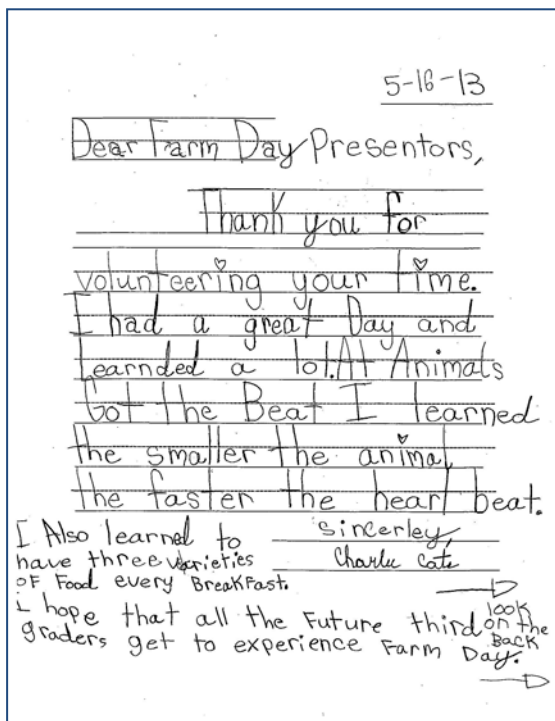 5-16-13
Dear Farm Day Presentors,
Thank you for
volunteering your time.
I had a great Day and
Learnded a lot. At Animals
Got the Beat I learned
the smaller the animal
the faster the heart beat.
Sincerley,
Charlie Cate
I Also learned to
have three varieties
of Food every BreakFast.
i hope that all the Future third
graders get to experience Farm Day.
look
on the
Back